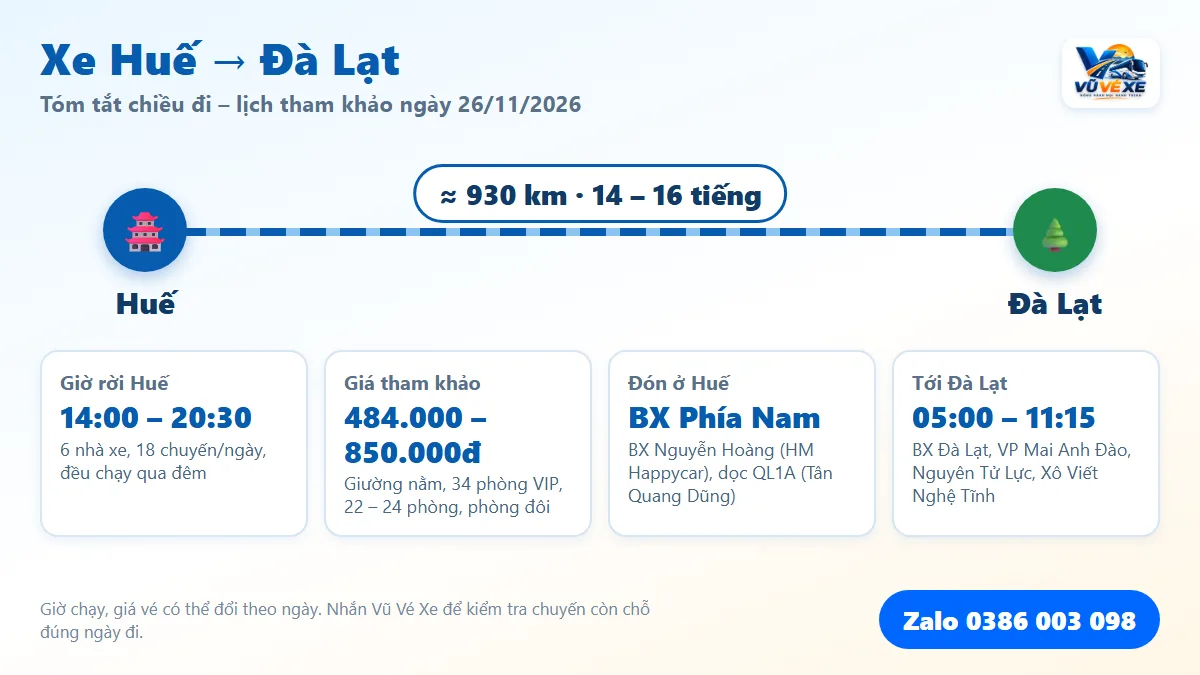 Xe Huế → Đà Lạt
Tóm tắt chiều đi – lịch tham khảo ngày 26/11/2026
VŨ VÉ XE
≈ 930 km · 14 – 16 tiếng
Huế
Đà Lạt
Giờ rời Huế
14:00 – 20:30
6 nhà xe, 18 chuyến/ngày,
đều chạy qua đêm
Giá tham khảo
484.000 –
850.000đ
Giường nằm, 34 phòng VIP,
22 – 24 phòng, phòng đôi
Đón ở Huế
BX Phía Nam
BX Nguyễn Hoàng (HM
Happycar), dọc QL1A (Tân
Quang Dũng)
Tới Đà Lạt
05:00 – 11:15
BX Đà Lạt, VP Mai Anh Đào,
Nguyên Tử Lực, Xô Viết
Nghệ Tĩnh
Giờ chạy, giá vé có thể đổi theo ngày. Nhắn Vũ Vé Xe để kiểm tra chuyến còn chỗ
đúng ngày đi.
Zalo 0386 003 098